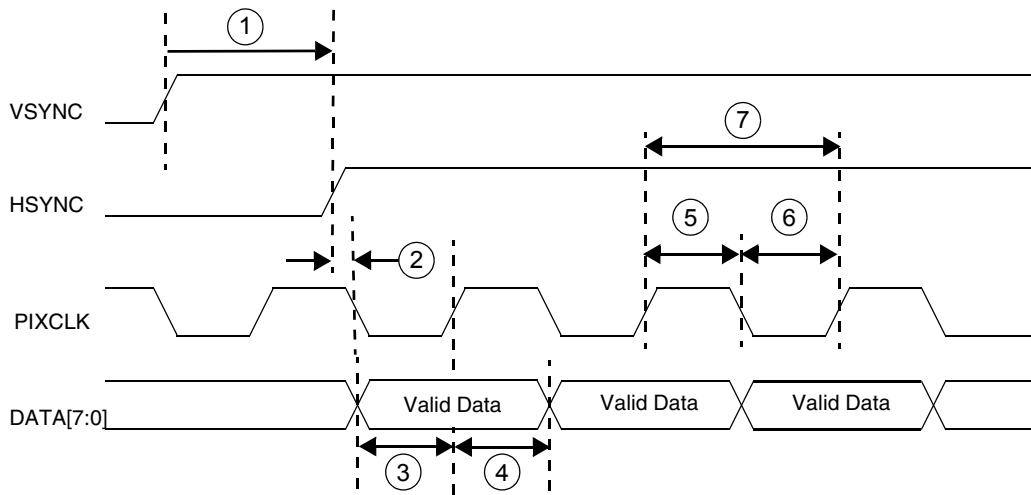 1
VSYNC
7
HSYNC
5
6
2
PIXCLK
DATA[7:0]
Valid Data
Valid Data
Valid Data
3
4